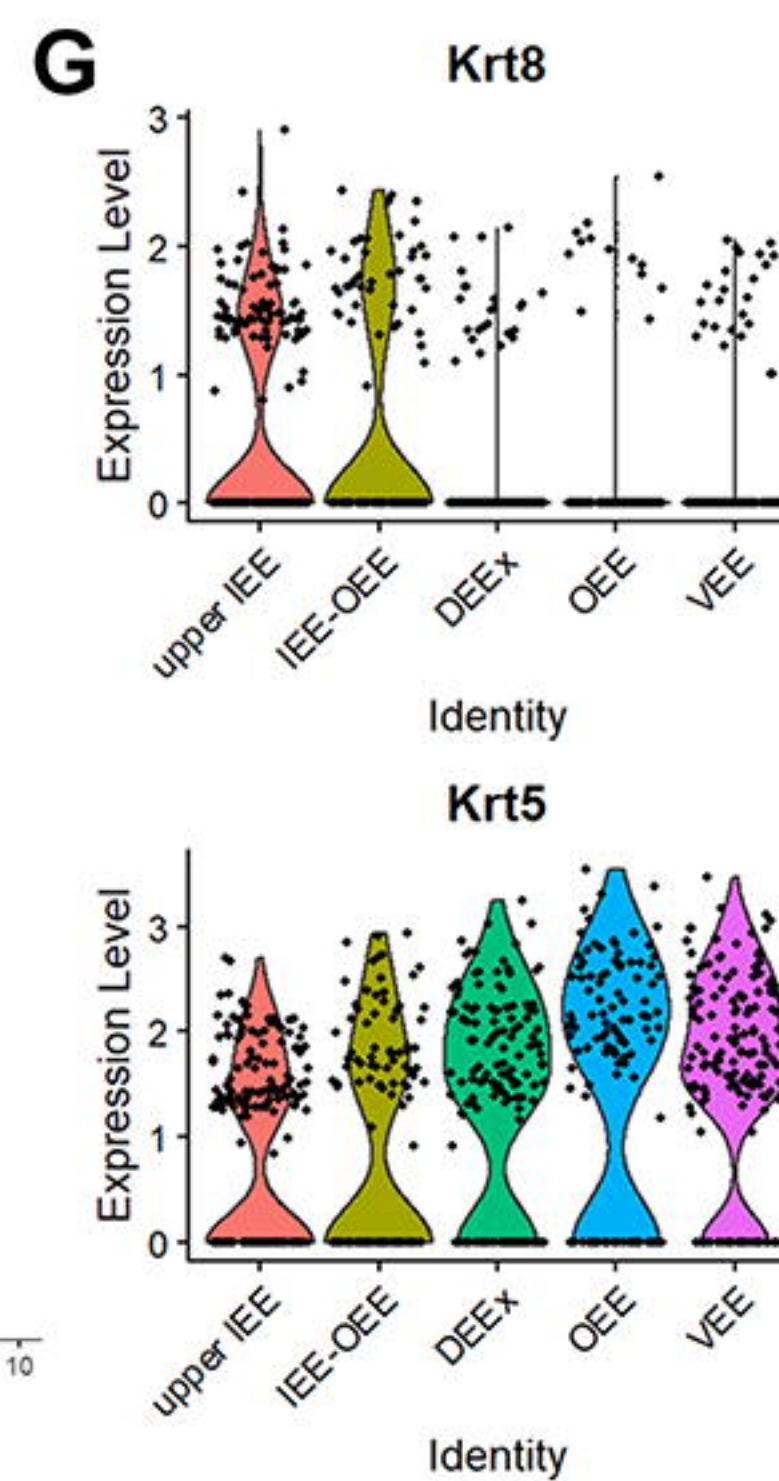 G
Krt8
Expression Level
3
2
1
0
upper IEE
IEE-OEE
DEEx
OEE
VEE
Identity
Krt5
Expression Level
3
2
1
0
10
upper IEE
IEE-OEE
DEEx
OEE
VEE
Identity